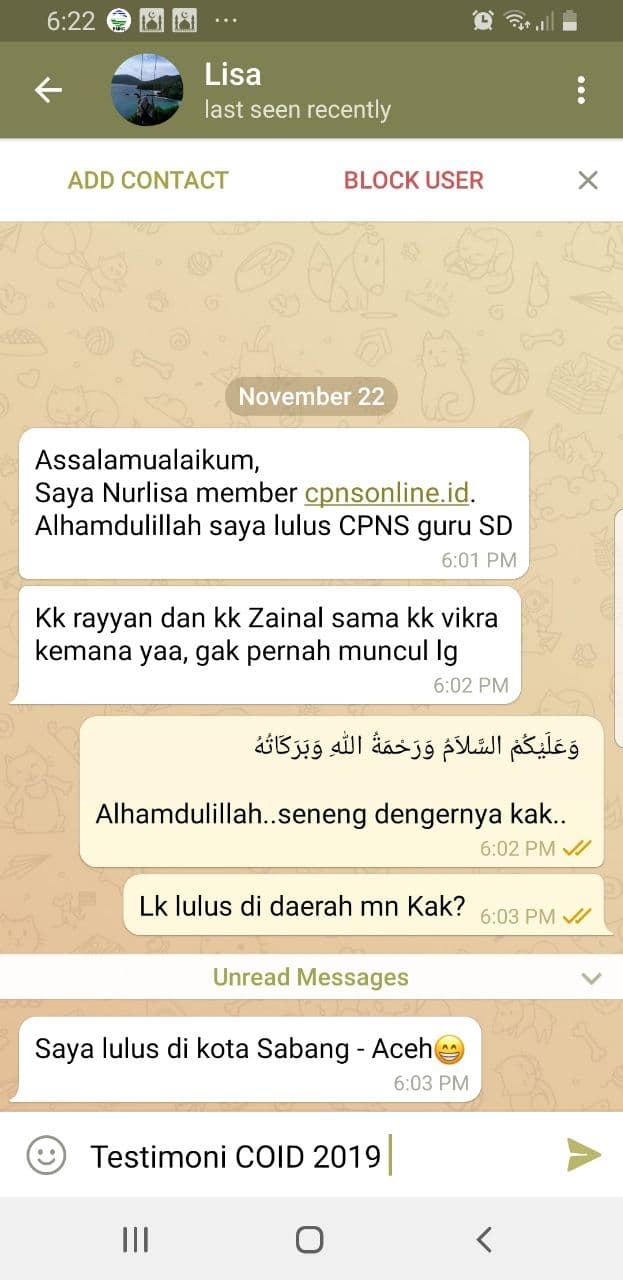 6:22
Lisa
last seen recently
ADD CONTACT
BLOCK USER
November 22
Assalamualaikum,
Saya Nurlisa member cpnsonline.id.
Alhamdulillah saya lulus CPNS guru SD
6:01 PM
Kk rayyan dan kk Zainal sama kk vikra
kemana yaa, gak pernah muncul lg
6:02 PM
وَعَلَيْكُمْ السَّلاَمُ وَرَحْمَةُ اللهِ وَبَرَكَاتُهُ
Alhamdulillah..seneng dengernya kak..
6:02 PM
Lk lulus di daerah mn Kak?
6:03 PM
Unread Messages
Saya lulus di kota Sabang - Aceh😁
6:03 PM
Testimoni COID 2019